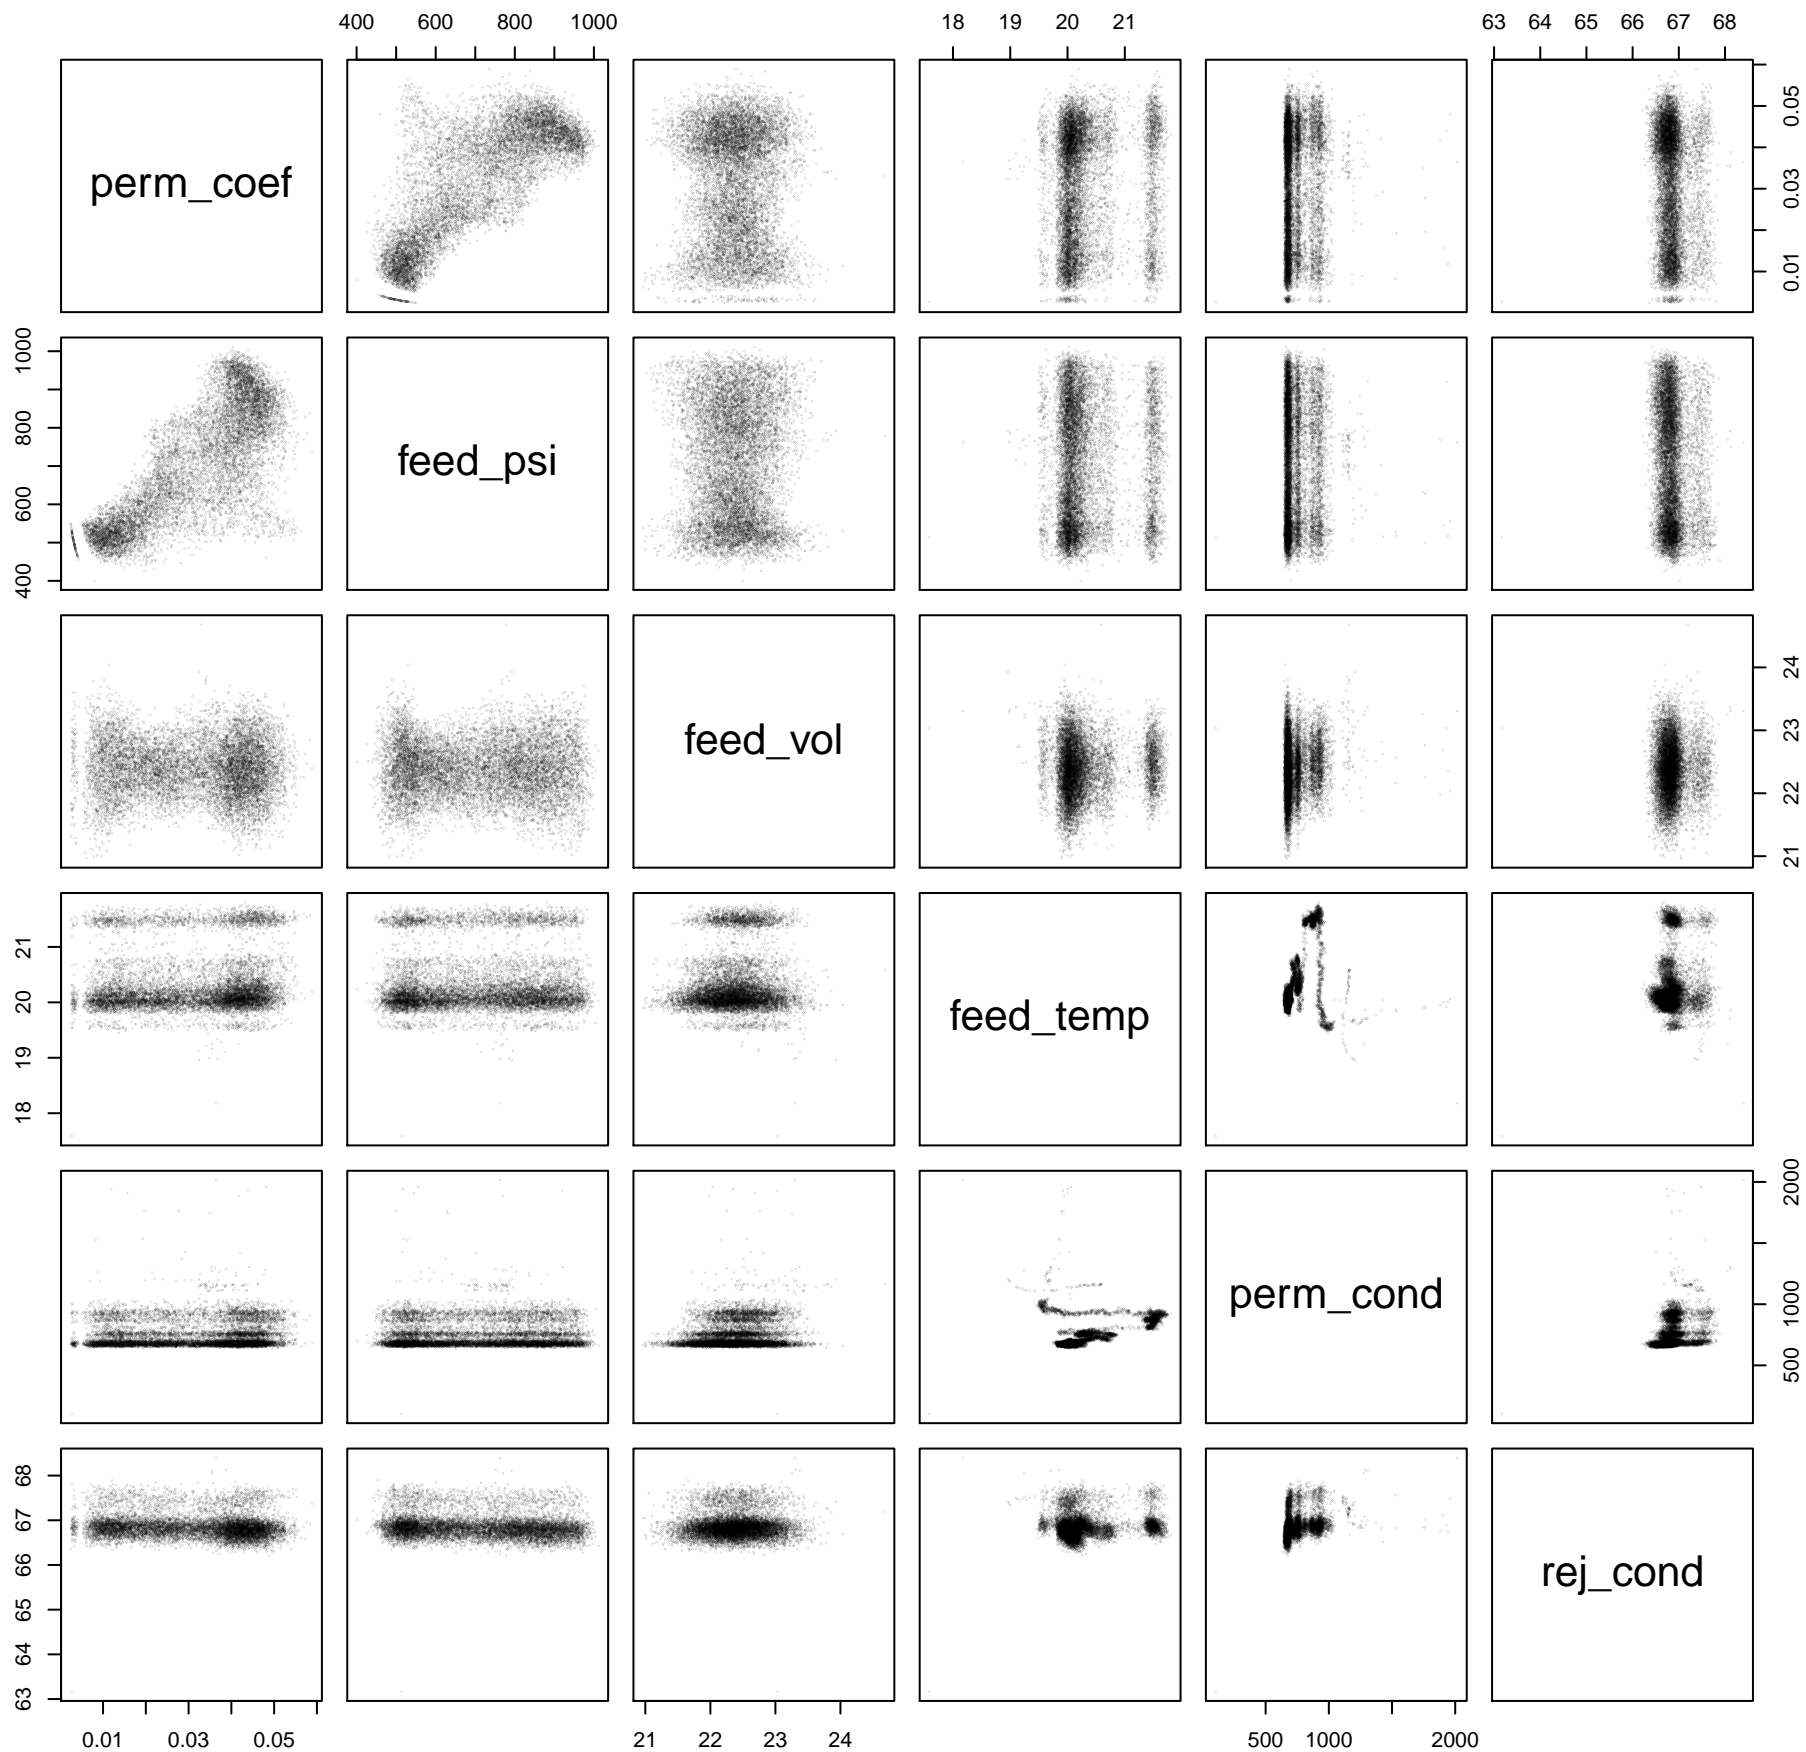 400 600 800 1000 18 19 20 21 63 64 65 66 67 68
perm_coef
0.01 0.03 0.05
400 600 800 1000
feed_psi
feed_vol
21 22 23 24
18 19 20 21
feed_temp
perm_cond
500 1000 2000
63 64 65 66 67 68
rej_cond
0.01 0.03 0.05 21 22 23 24 500 1000 2000